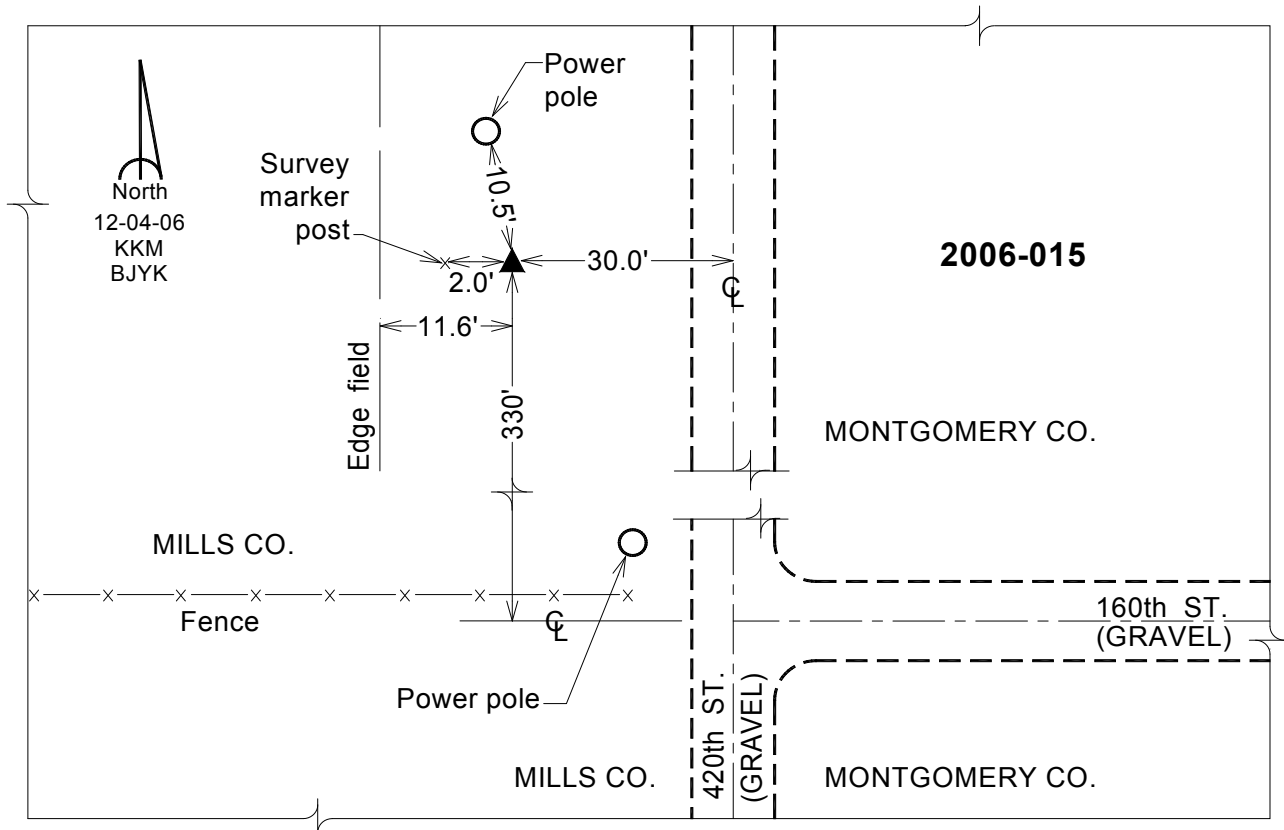 Power
pole
North
12-04-06
KKM
BJYK
Survey
marker
post
10.5'
2.0'
30.0'
CL
2006-015
11.6'
Edge field
330'
MONTGOMERY CO.
MILLS CO.
Fence
CL
160th ST.
(GRAVEL)
Power pole
420th ST.
(GRAVEL)
MILLS CO.
MONTGOMERY CO.